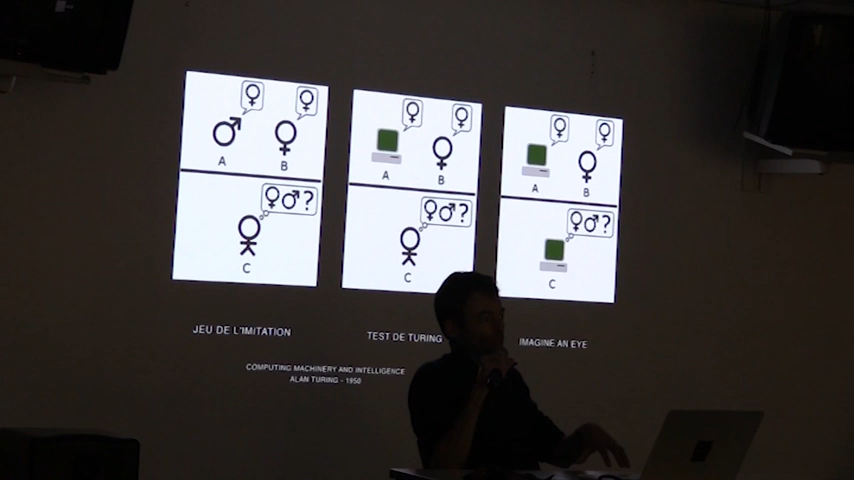 A
B
?
C
A
B
?
C
A
B
?
C
JEU DE L'IMITATION
TEST DE TURING
IMAGINE AN EYE
COMPUTING MACHINERY AND INTELLIGENCE
ALAN TURING - 1950